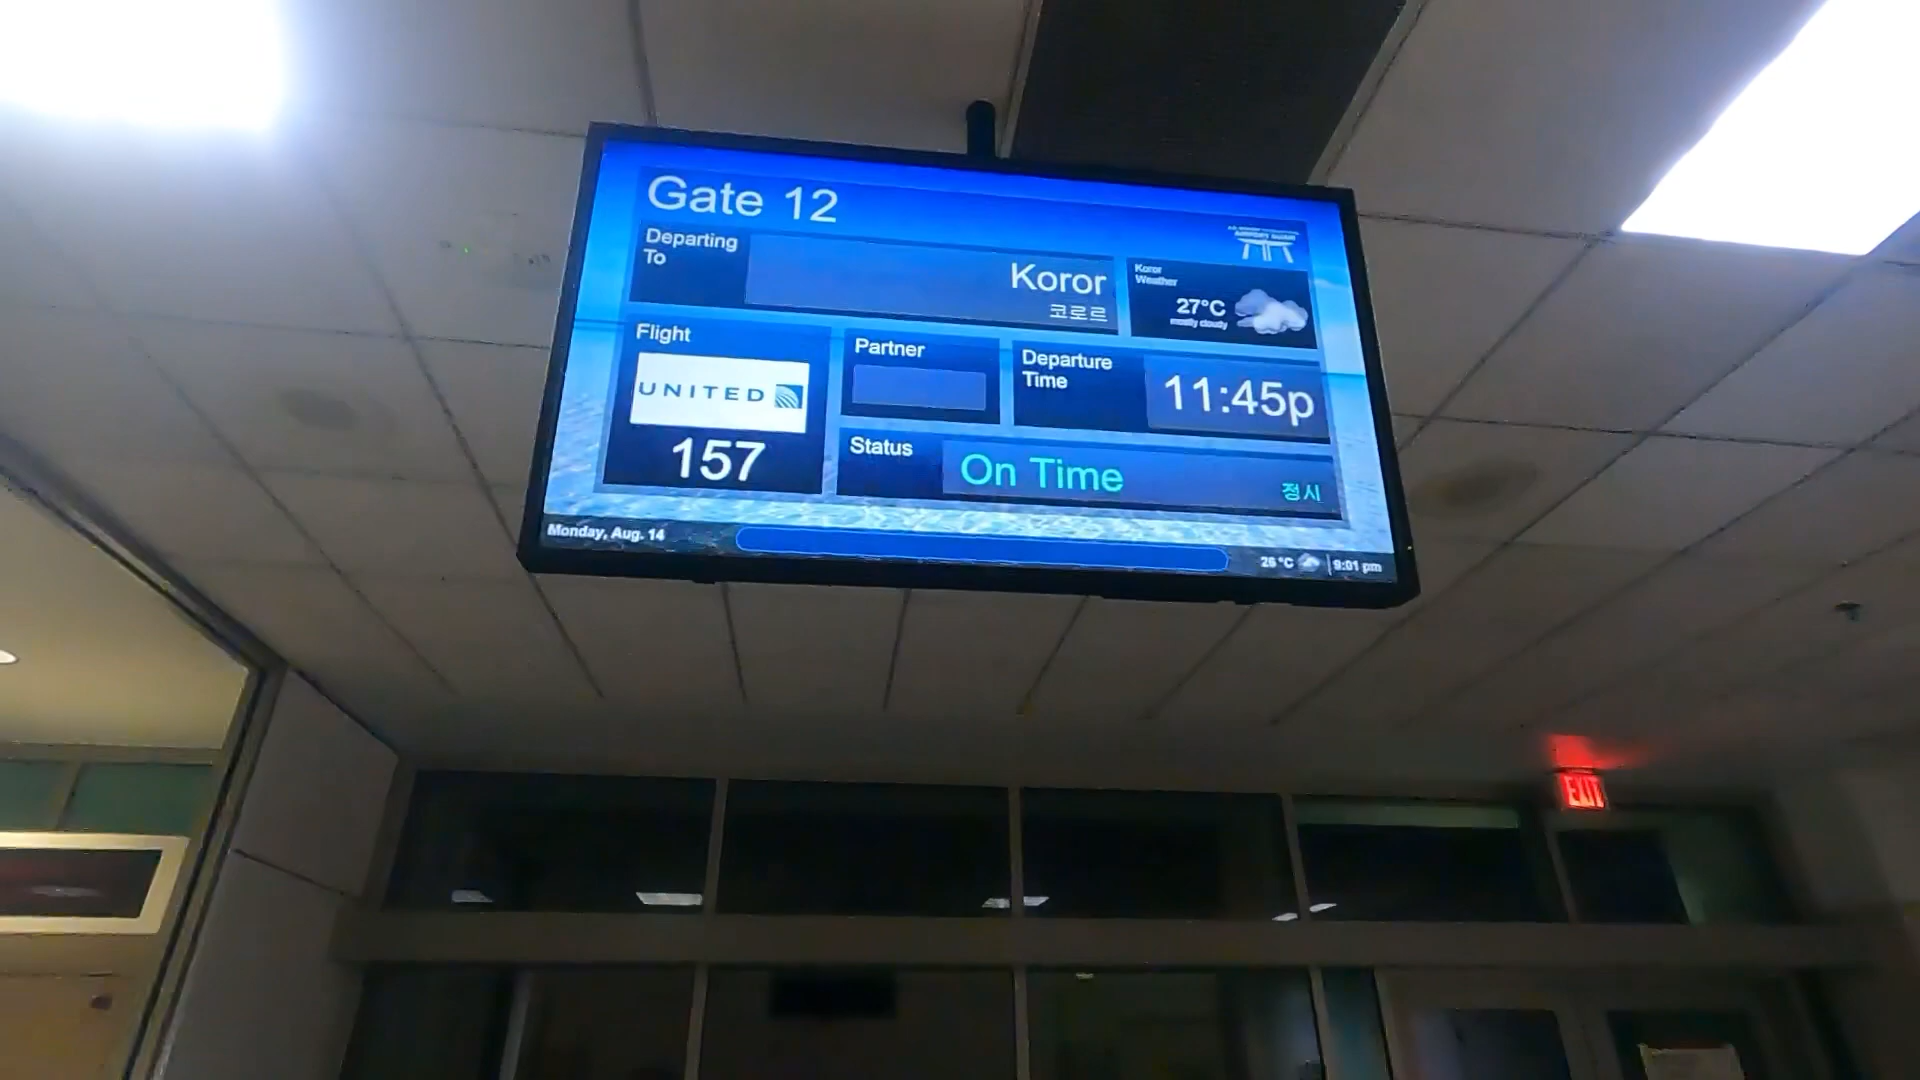 Gate 12
Departing
To
Koror
코로르
Koror
Weather
27°C
mostly cloudy
Flight
UNITED
157
Partner
Departure
Time
11:45p
Status
On Time
정시
Monday, Aug. 14
26°C
9:01 pm
EXIT